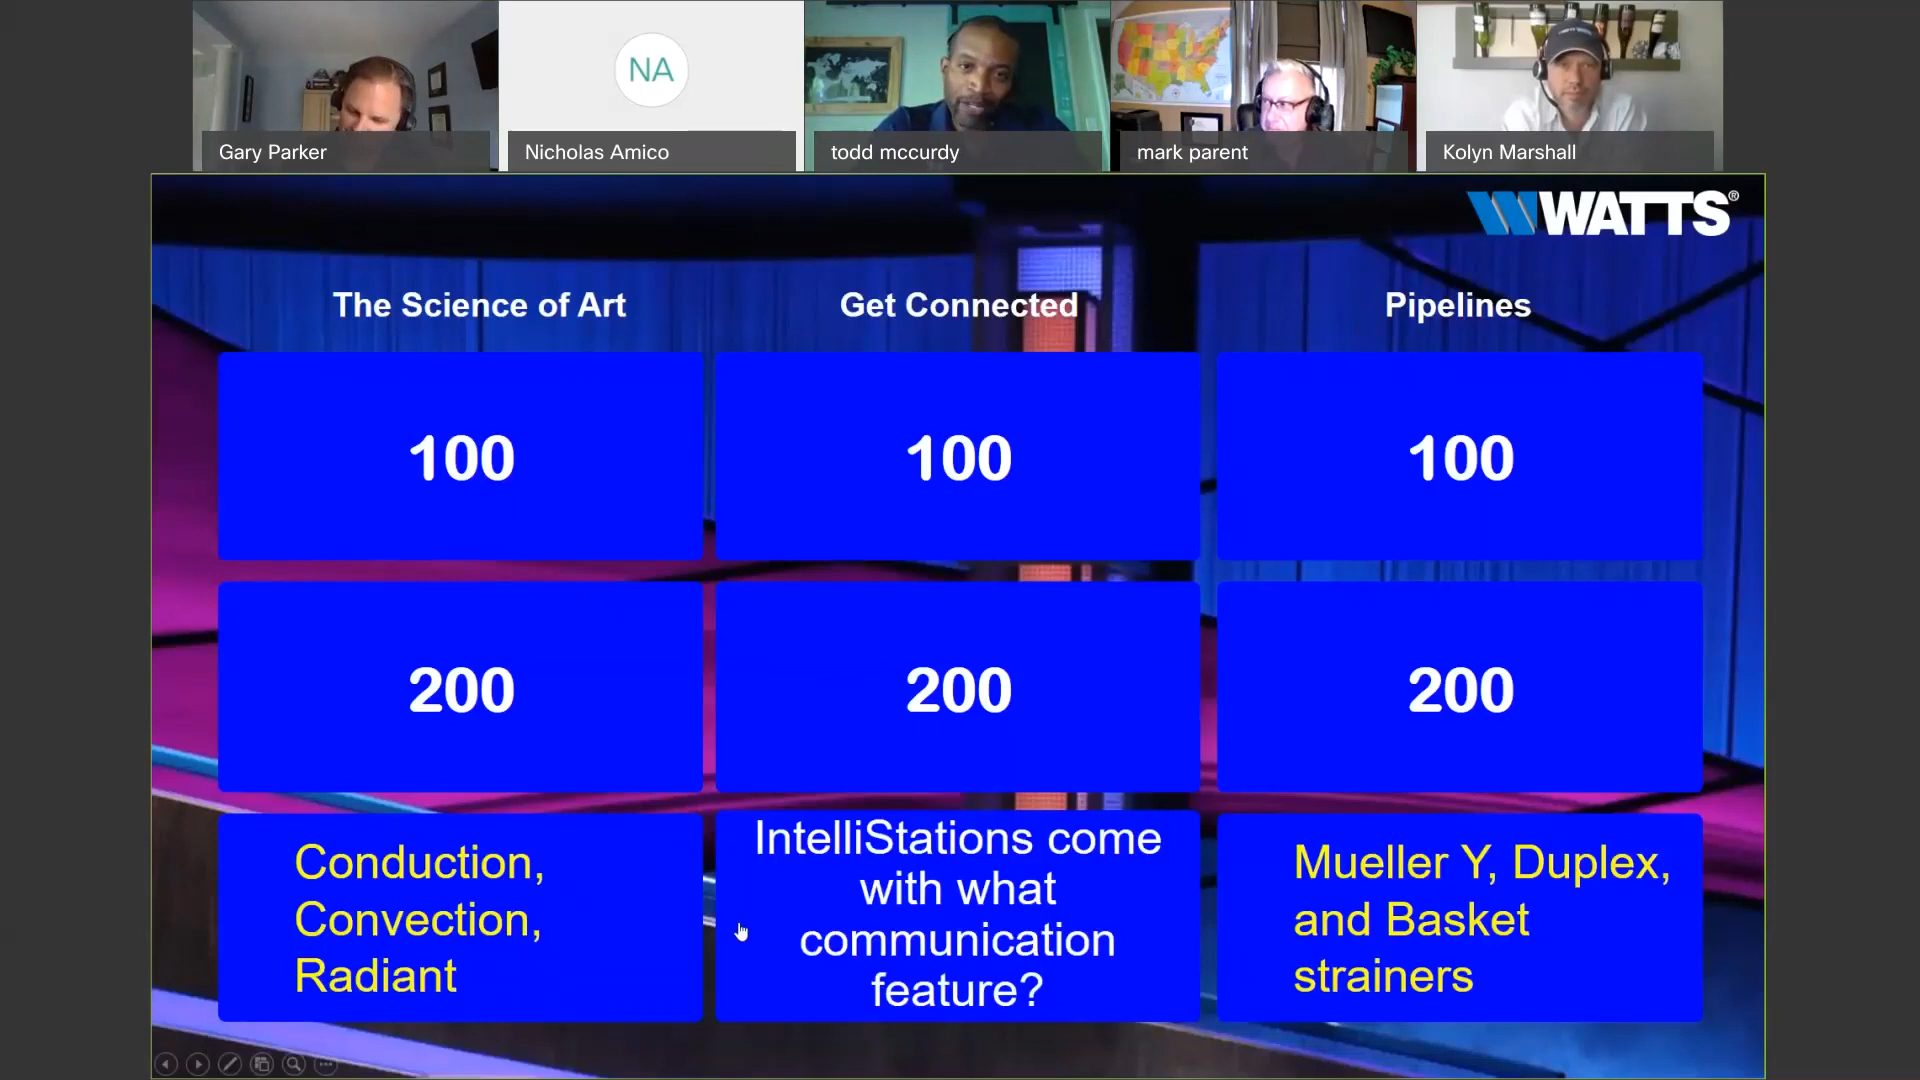 Gary Parker
NA
Nicholas Amico
todd mccurdy
mark parent
Kolyn Marshall
WATTS®
The Science of Art
Get Connected
Pipelines
100
100
100
200
200
200
Conduction,
Convection,
Radiant
IntelliStations come
with what
communication
feature?
Mueller Y, Duplex,
and Basket
strainers